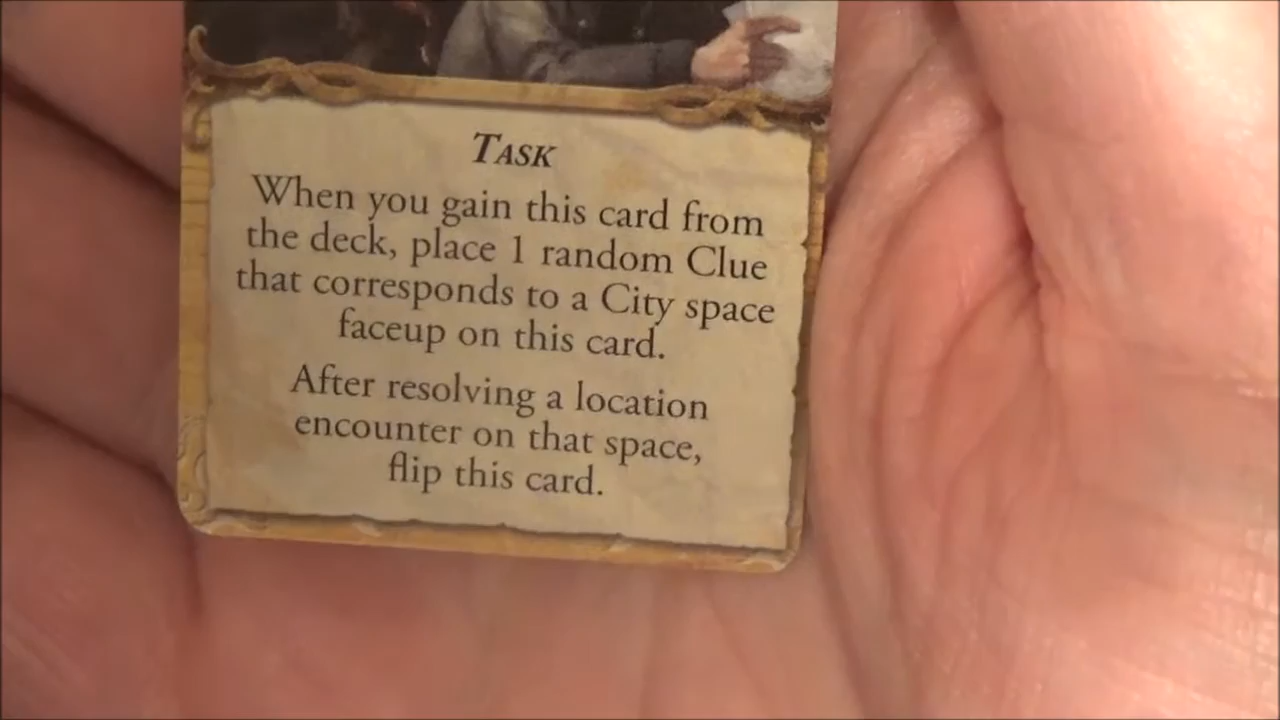 TASK
When you gain this card from
the deck, place 1 random Clue
that corresponds to a City space
faceup on this card.
After resolving a location
encounter on that space,
flip this card.